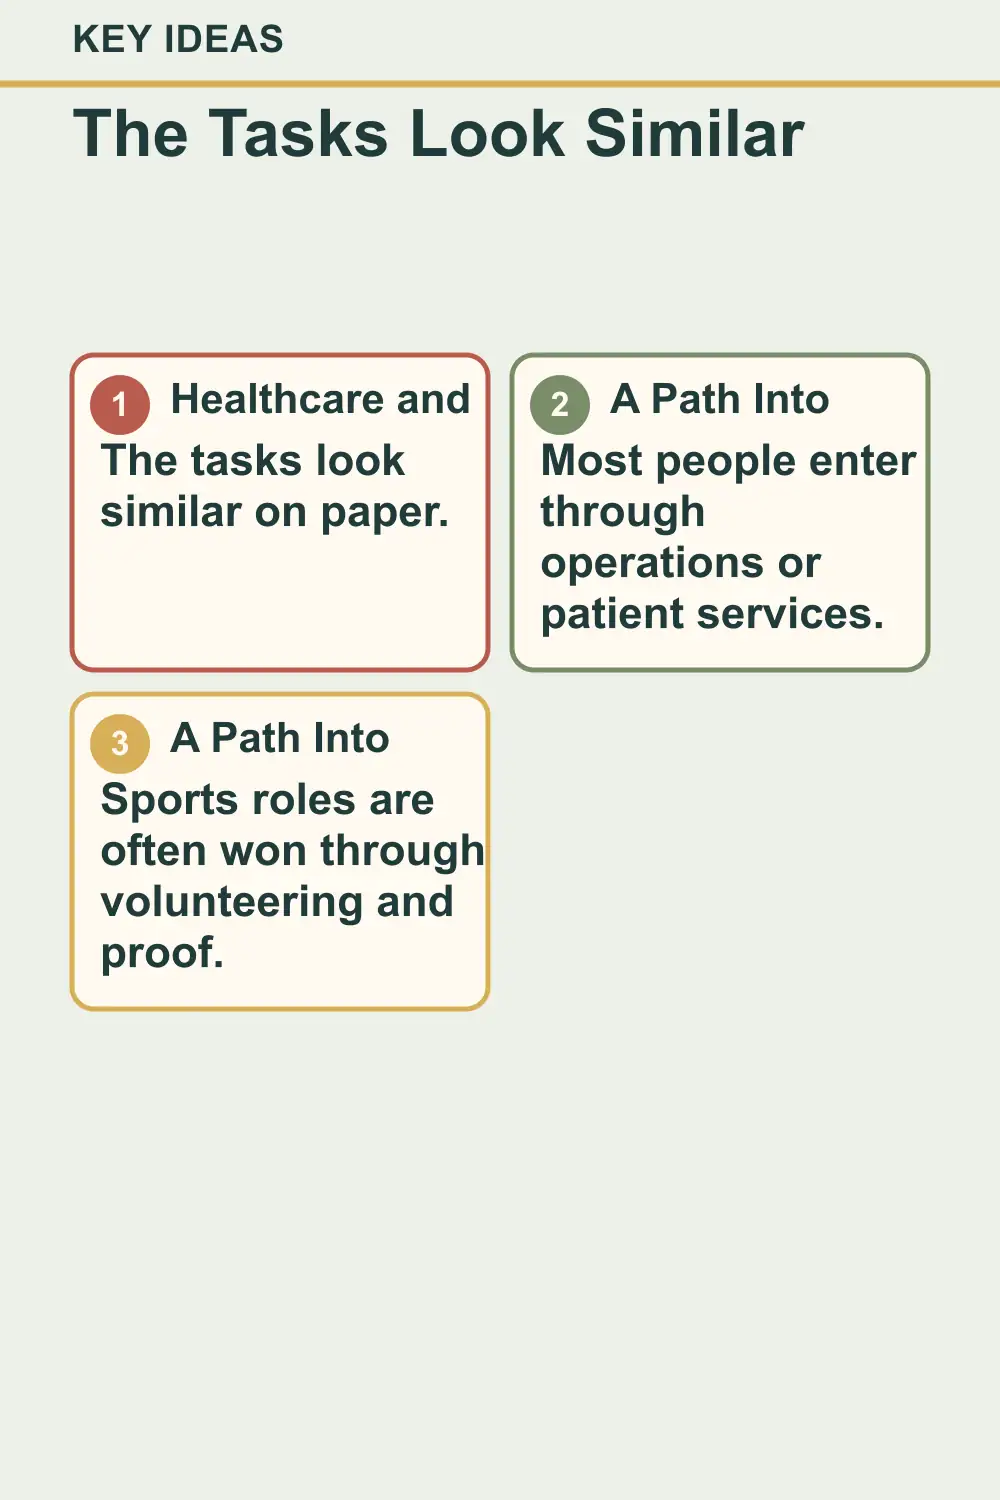 KEY IDEAS
The Tasks Look Similar
1 Healthcare and
The tasks look
similar on paper.
2 A Path Into
Most people enter
through
operations or
patient services.
3 A Path Into
Sports roles are
often won through
volunteering and
proof.